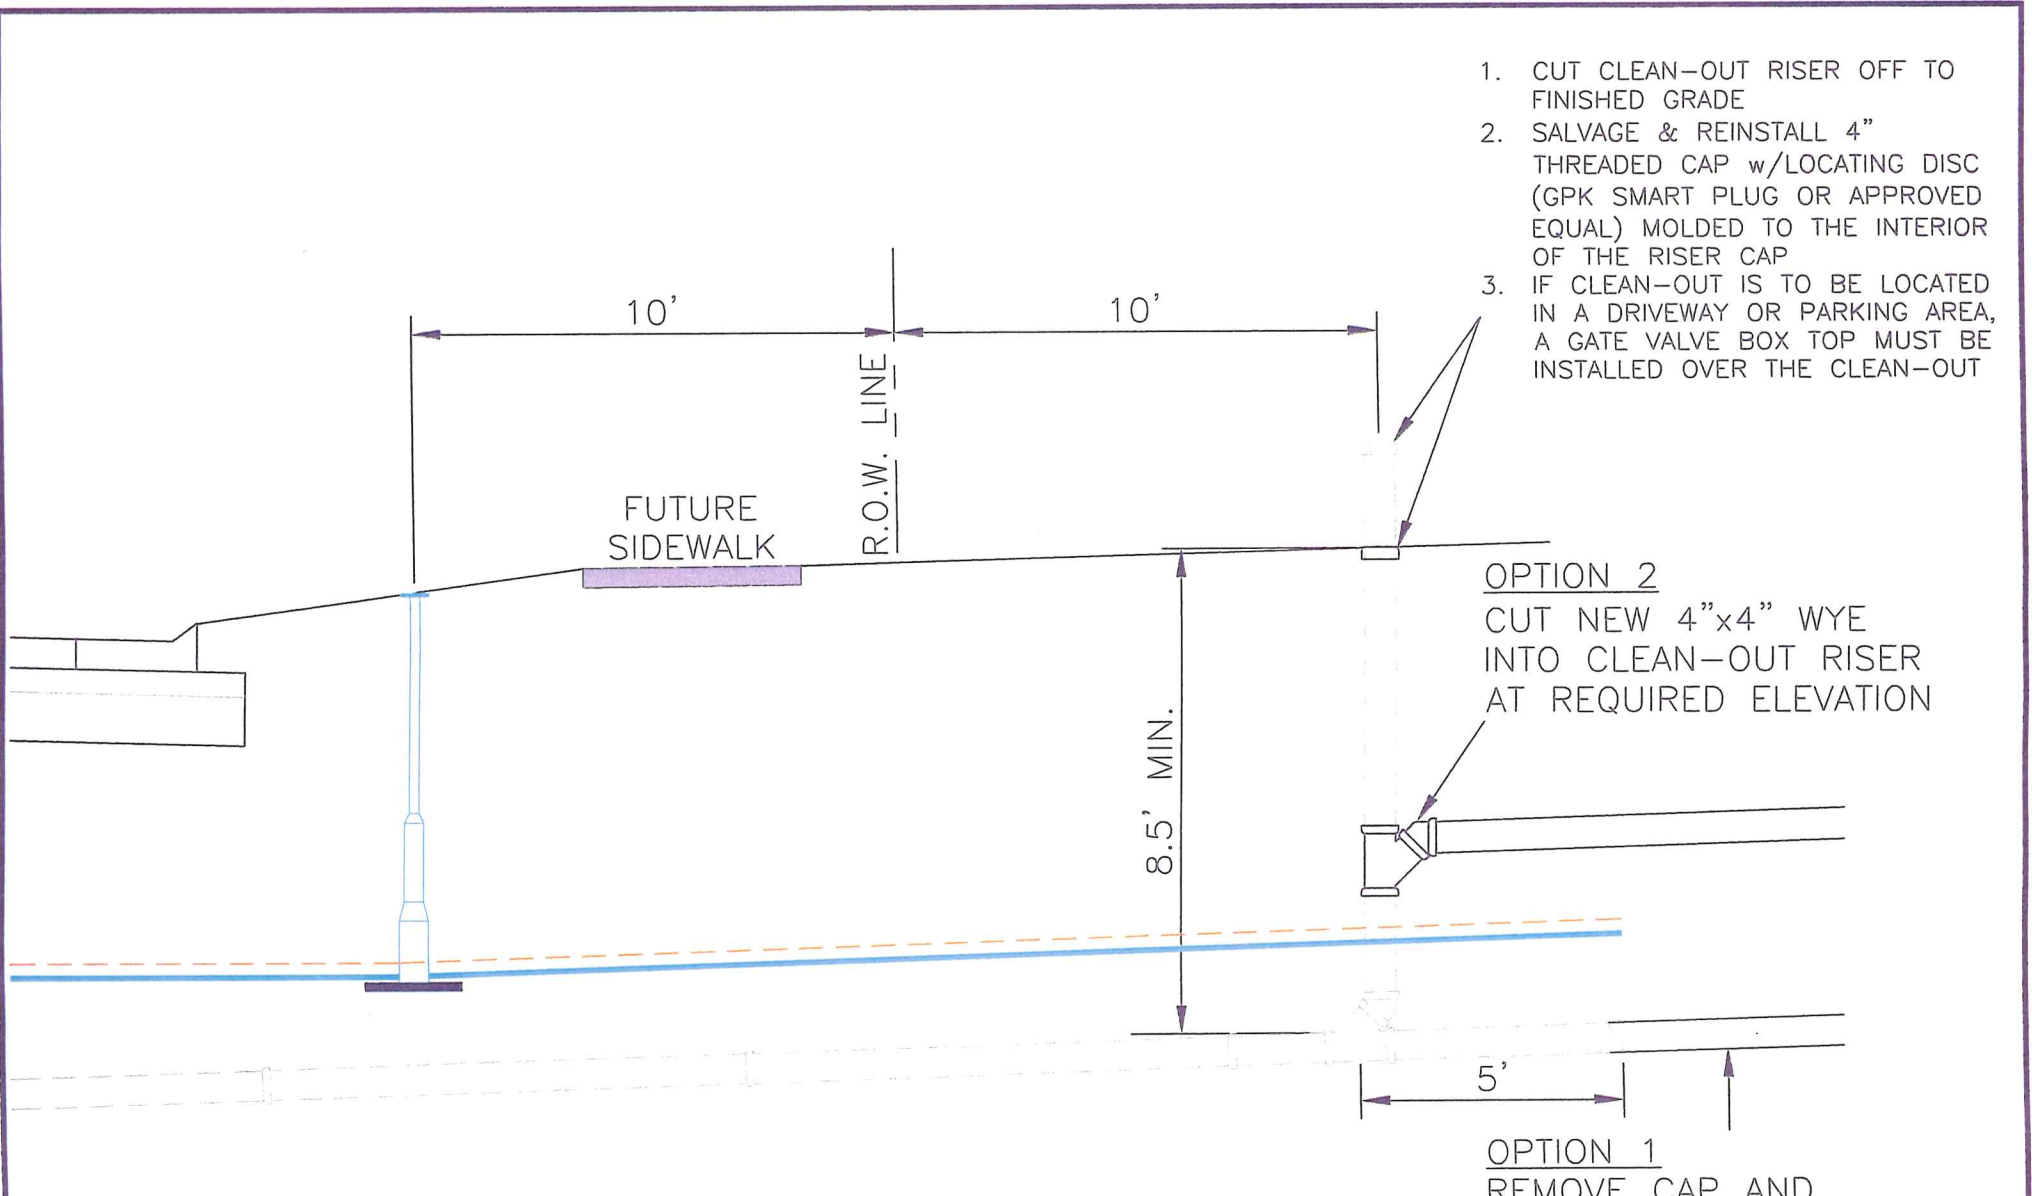 1. CUT CLEAN-OUT RISER OFF TO
FINISHED GRADE
2. SALVAGE & REINSTALL 4"
THREADED CAP w/LOCATING DISC
(GPK SMART PLUG OR APPROVED
EQUAL) MOLDED TO THE INTERIOR
OF THE RISER CAP
3. IF CLEAN-OUT IS TO BE LOCATED
IN A DRIVEWAY OR PARKING AREA,
A GATE VALVE BOX TOP MUST BE
INSTALLED OVER THE CLEAN-OUT
10'
10'
R.O.W. LINE
FUTURE
SIDEWALK
OPTION 2
CUT NEW 4"x4" WYE
INTO CLEAN-OUT RISER
AT REQUIRED ELEVATION
8.5' MIN.
5'
OPTION 1
REMOVE CAP AND